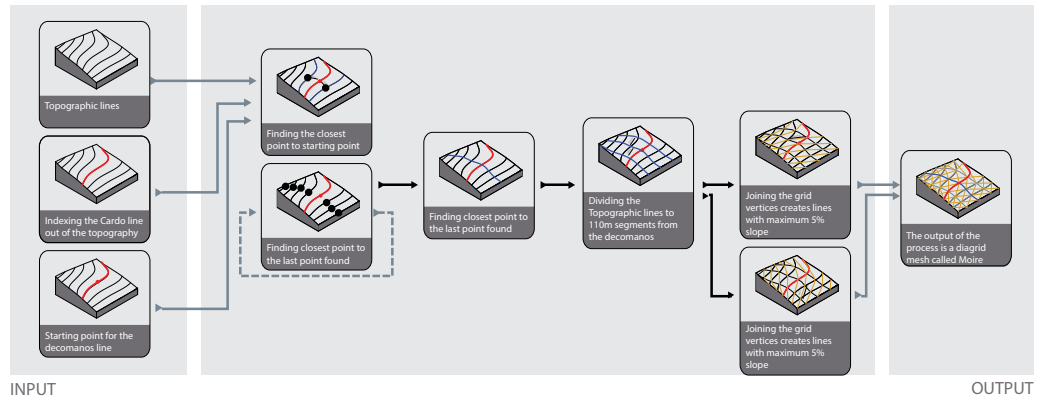 Topographic lines
Indexing the Cardo line
out of the topography
Starting point for the
decomanos line
Finding the closest
point to starting point
Finding closest point to
the last point found
Finding closest point to
the last point found
Dividing the
Topographic lines to
110m segments from
the decomanos
Joining the grid
vertices creates lines
with maximum 5%
slope
Joining the grid
vertices creates lines
with maximum 5%
slope
The output of the
process is a diagrid
mesh called Moire
INPUT
OUTPUT